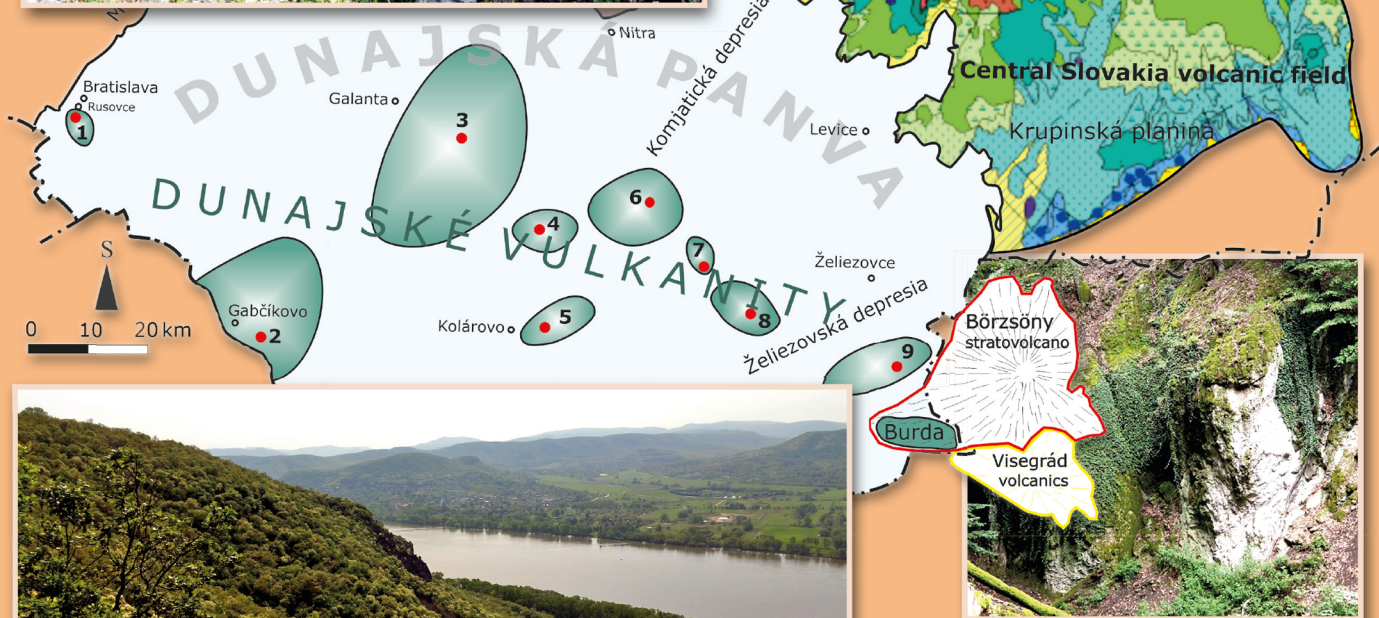 M
Nitra
DUNAJSKÁ PANVA
Komjatická depresia
Central Slovakia volcanic field
Bratislava
Rusovce
1
Galanta
3
Levice
Krupinská planina
DUNAJSKÉ VULKANITY
6
4
7
S
Gabčíkovo
2
Želiezovce
Želiezovská depresia
0 10 20 km
Kolárovo
5
8
9
Börzsöny
stratovolcano
Burda
Visegrád
volcanics